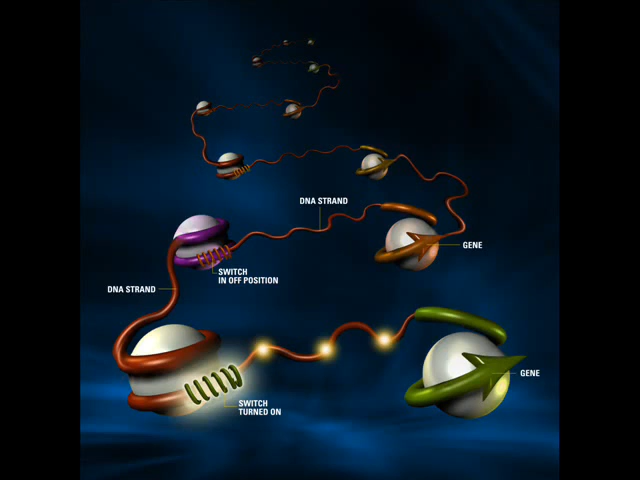 DNA STRAND
GENE
SWITCH
IN OFF POSITION
DNA STRAND
GENE
SWITCH
TURNED ON